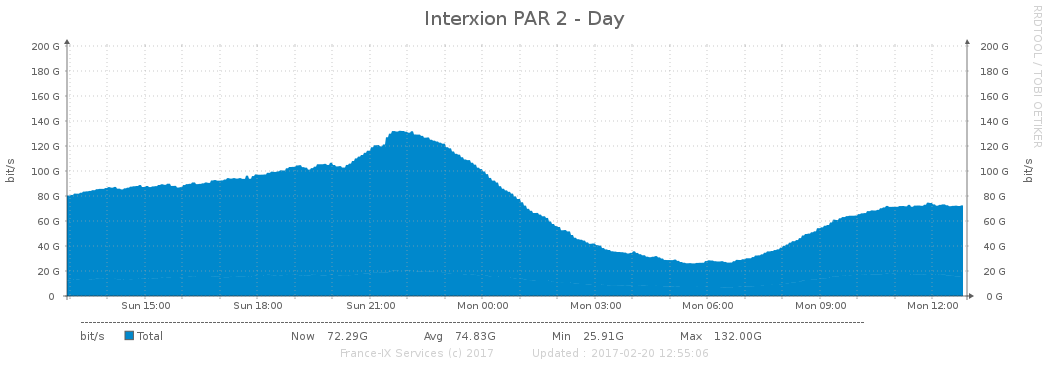 Interxion PAR 2 - Day
RRDTOOL / TOBI OETIKER
bit/s
200 G 200 G
180 G 180 G
160 G 160 G
140 G 140 G
120 G 120 G
100 G 100 G
80 G 80 G
60 G 60 G
40 G 40 G
20 G 20 G
0 0 G
bit/s
Sun 15:00 Sun 18:00 Sun 21:00 Mon 00:00 Mon 03:00 Mon 06:00 Mon 09:00 Mon 12:00
bit/s Total Now 72.29G Avg 74.83G Min 25.91G Max 132.00G
France-IX Services (c) 2017 Updated : 2017-02-20 12:55:06